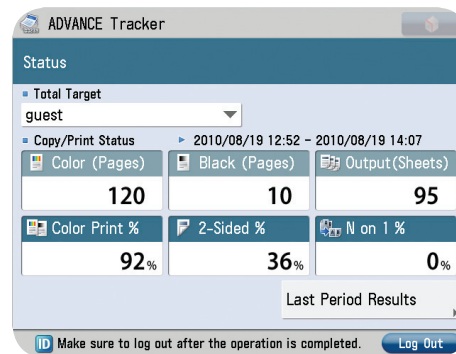 ADVANCE Tracker
Status
Total Target
guest
Copy/Print Status 2010/08/19 12:52 - 2010/08/19 14:07
Color (Pages) Black (Pages) Output(Sheets)
120 10 95
Color Print % 2-Sided % N on 1 %
92% 36% 0%
Last Period Results
ID Make sure to log out after the operation is completed. Log Out